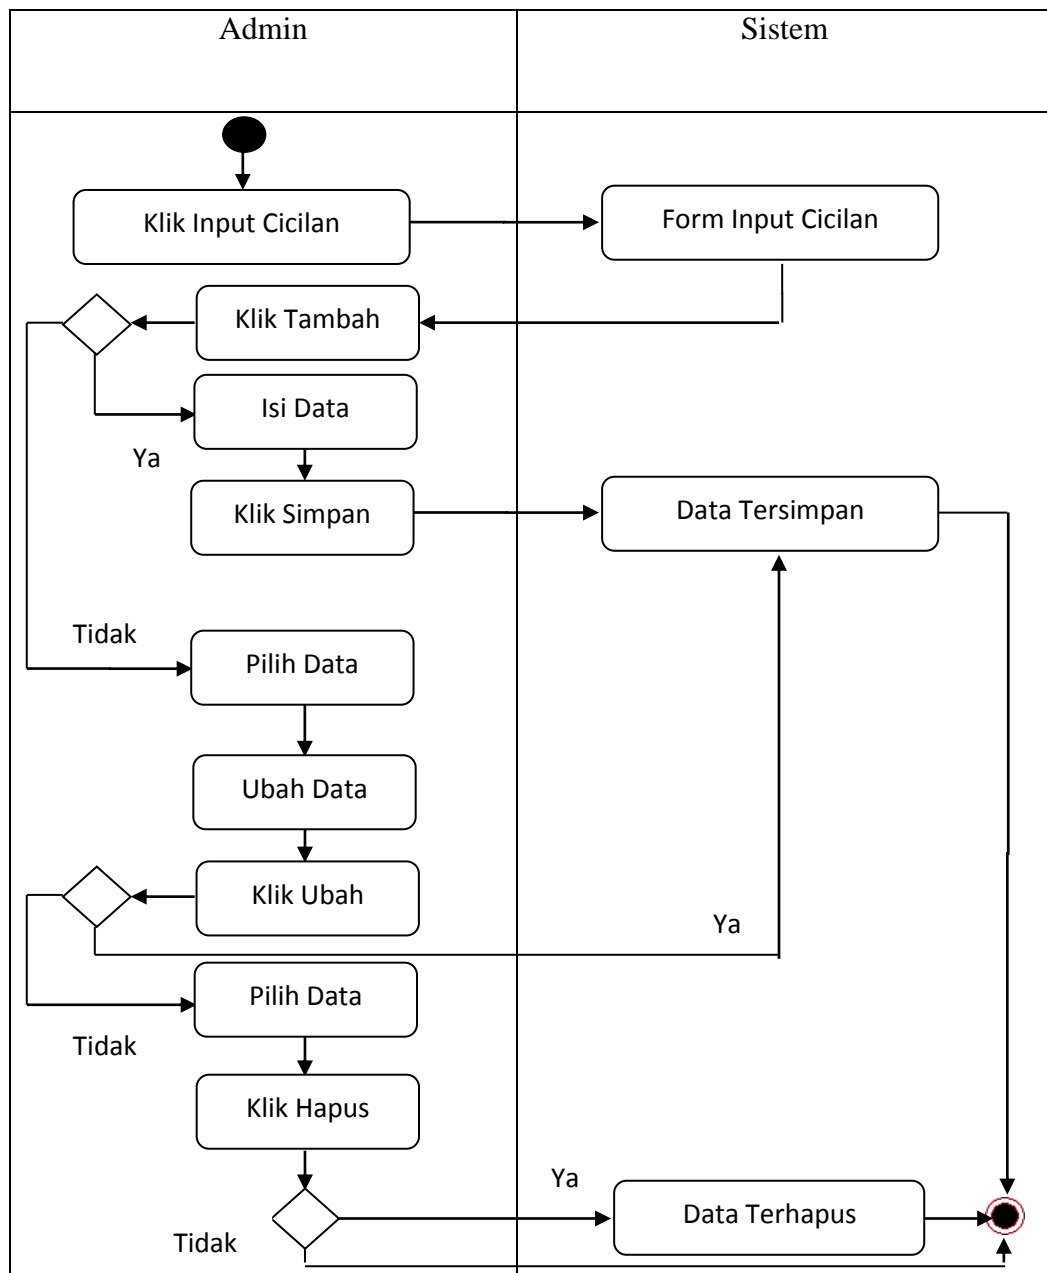 Admin
Sistem
Klik Input Cicilan
Form Input Cicilan
Klik Tambah
Isi Data
Ya
Klik Simpan
Data Tersimpan
Tidak
Pilih Data
Ubah Data
Klik Ubah
Ya
Pilih Data
Tidak
Klik Hapus
Ya
Data Terhapus
Tidak